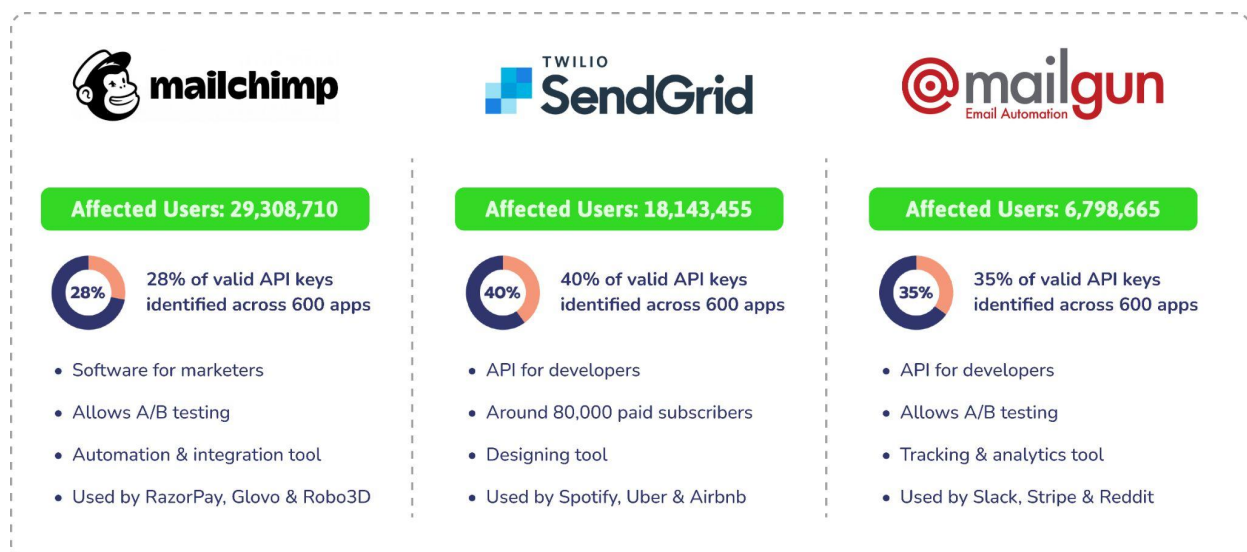 mailchimp
Affected Users: 29,308,710
28%
28% of valid API keys
identified across 600 apps
• Software for marketers
• Allows A/B testing
• Automation & integration tool
• Used by RazorPay, Glovo & Robo3D
TWILIO
SendGrid
Affected Users: 18,143,455
40%
40% of valid API keys
identified across 600 apps
• API for developers
• Around 80,000 paid subscribers
• Designing tool
• Used by Spotify, Uber & Airbnb
@mailgun
Email Automation
Affected Users: 6,798,665
35%
35% of valid API keys
identified across 600 apps
• API for developers
• Allows A/B testing
• Tracking & analytics tool
• Used by Slack, Stripe & Reddit